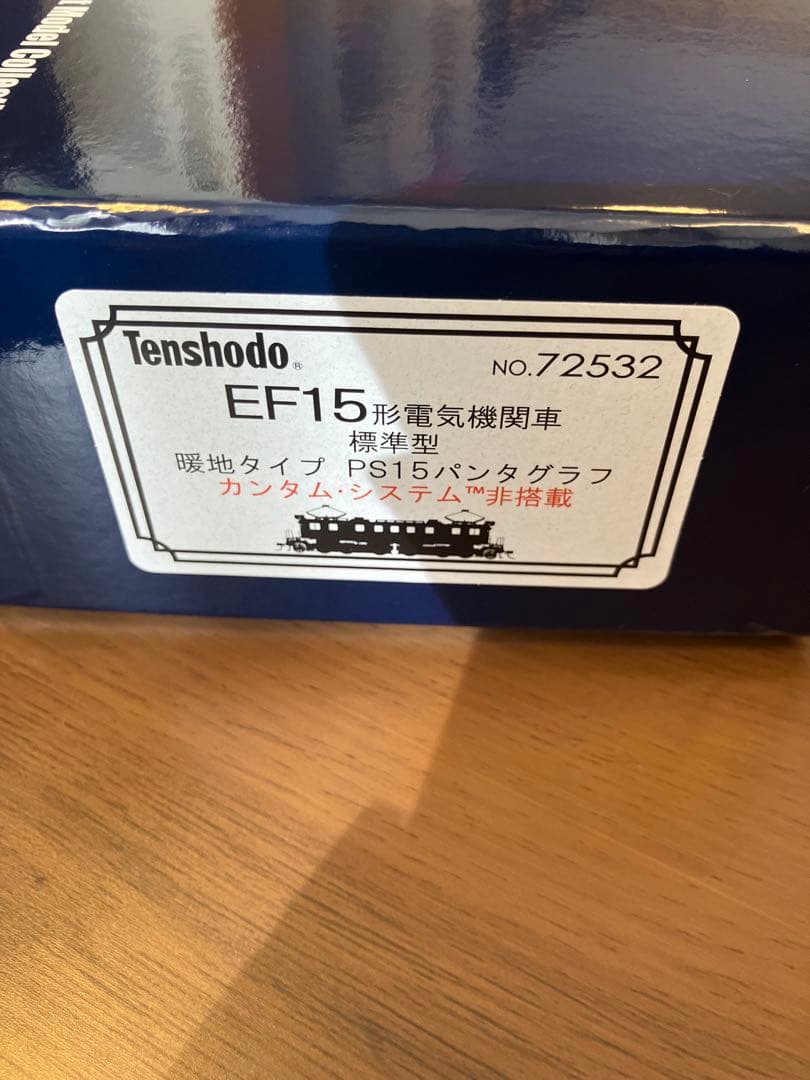 Model Collec
Tenshodo®
NO.72532
EF15形電気機関車
標準型
暖地タイプ PS15パンタグラフ
カンタム・システム™非搭載